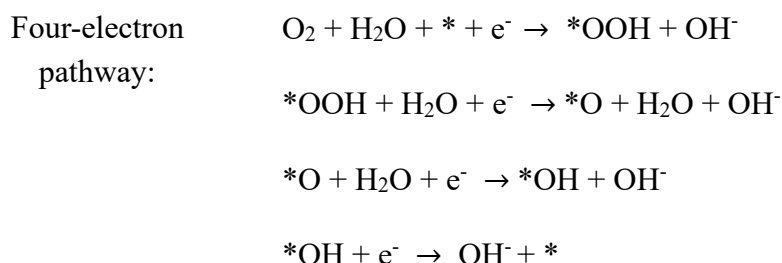 Four-electron pathway:
O₂ + H₂O + * + e⁻ → *OOH + OH⁻
*OOH + H₂O + e⁻ → *O + H₂O + OH⁻
*O + H₂O + e⁻ → *OH + OH⁻
*OH + e⁻ → OH⁻ + *